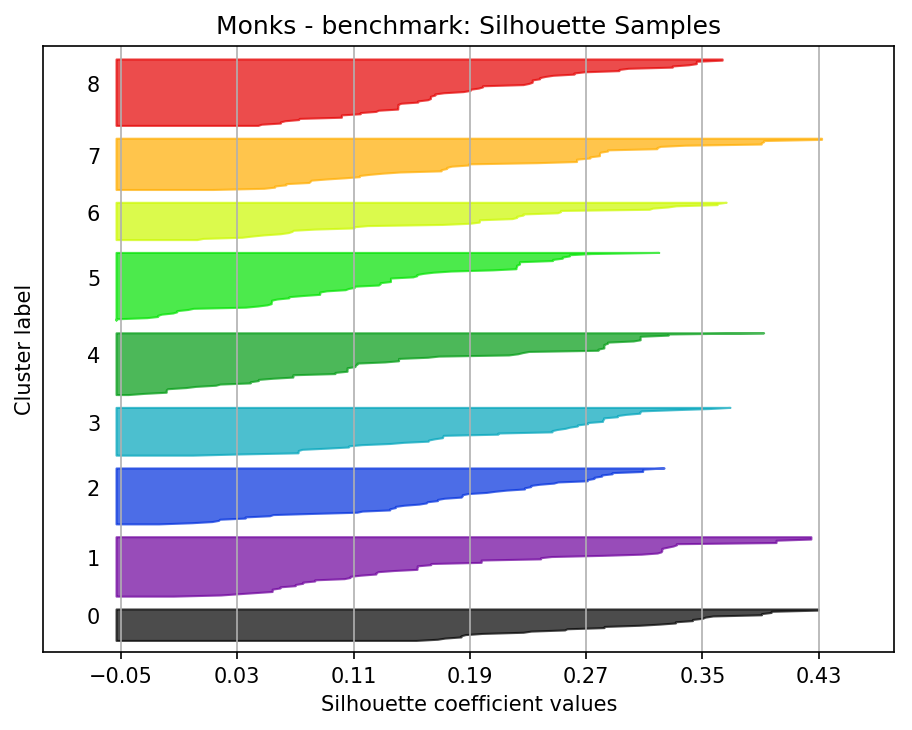 Monks - benchmark: Silhouette Samples
8
7
6
5
4
3
2
1
0
Cluster label
−0.05 0.03 0.11 0.19 0.27 0.35 0.43
Silhouette coefficient values